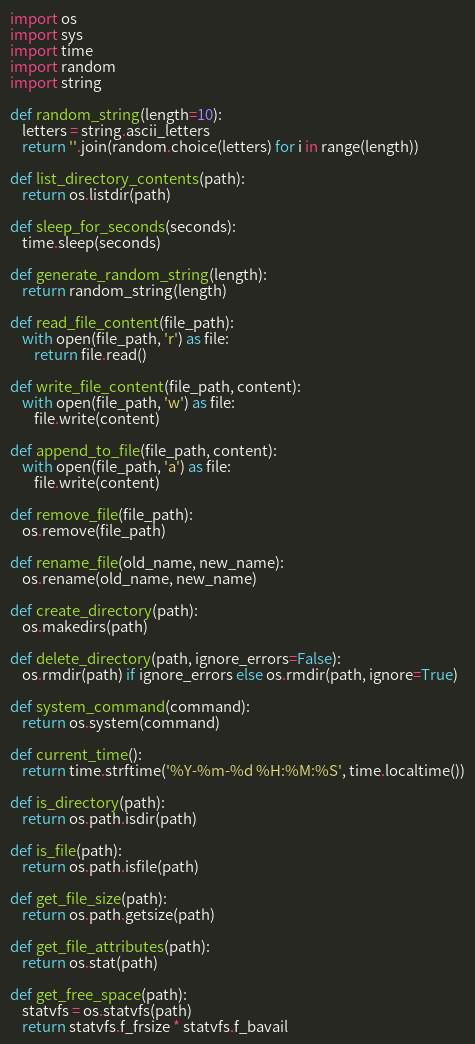 import os
import sys
import time
import random
import string

def random_string(length=10):
    letters = string.ascii_letters
    return ''.join(random.choice(letters) for i in range(length))

def list_directory_contents(path):
    return os.listdir(path)

def sleep_for_seconds(seconds):
    time.sleep(seconds)

def generate_random_string(length):
    return random_string(length)

def read_file_content(file_path):
    with open(file_path, 'r') as file:
        return file.read()

def write_file_content(file_path, content):
    with open(file_path, 'w') as file:
        file.write(content)

def append_to_file(file_path, content):
    with open(file_path, 'a') as file:
        file.write(content)

def remove_file(file_path):
    os.remove(file_path)

def rename_file(old_name, new_name):
    os.rename(old_name, new_name)

def create_directory(path):
    os.makedirs(path)

def delete_directory(path, ignore_errors=False):
    os.rmdir(path) if ignore_errors else os.rmdir(path, ignore=True)

def system_command(command):
    return os.system(command)

def current_time():
    return time.strftime('%Y-%m-%d %H:%M:%S', time.localtime())

def is_directory(path):
    return os.path.isdir(path)

def is_file(path):
    return os.path.isfile(path)

def get_file_size(path):
    return os.path.getsize(path)

def get_file_attributes(path):
    return os.stat(path)

def get_free_space(path):
    statvfs = os.statvfs(path)
    return statvfs.f_frsize * statvfs.f_bavail